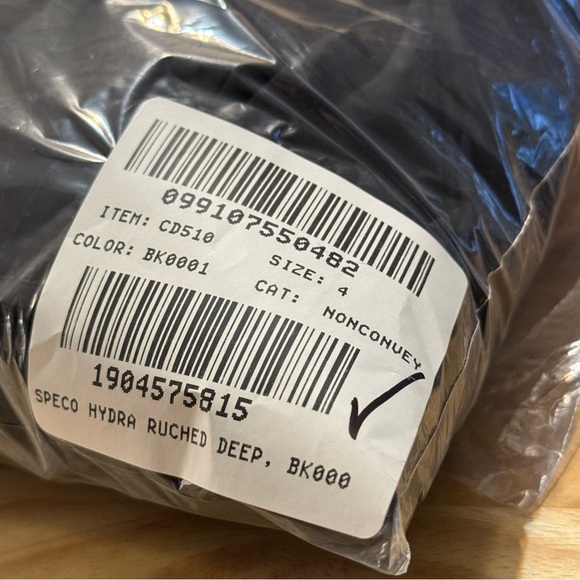 099107550482
ITEM: CD510 SIZE: 4
COLOR: BK0001 CAT: NONCONVEY
1904575815
SPECO HYDRA RUCHED DEEP, BK000